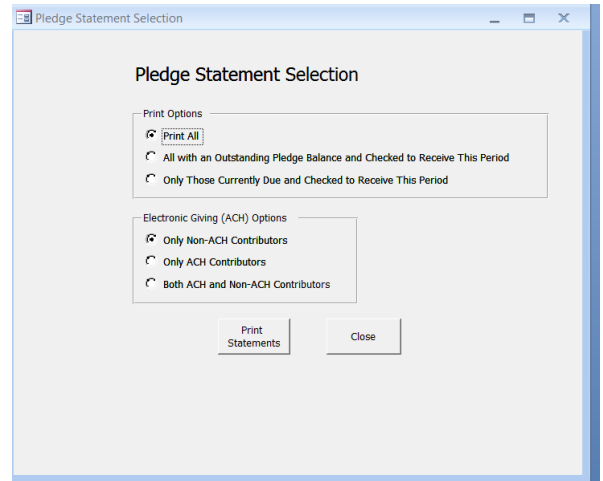 Pledge Statement Selection
Pledge Statement Selection
Print Options
Print All
All with an Outstanding Pledge Balance and Checked to Receive This Period
Only Those Currently Due and Checked to Receive This Period
Electronic Giving (ACH) Options
Only Non-ACH Contributors
Only ACH Contributors
Both ACH and Non-ACH Contributors
Print
Statements
Close